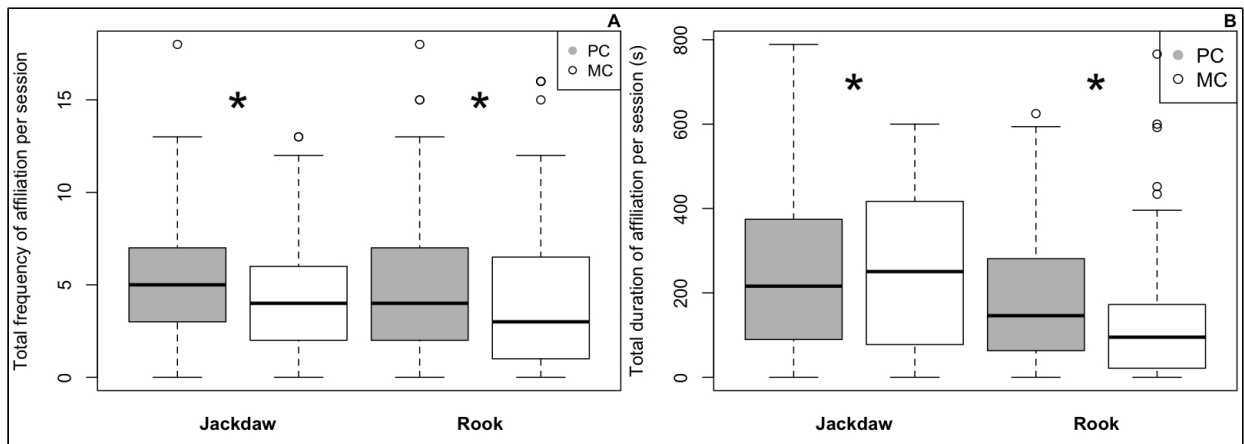 A
Total frequency of affiliation per session
15
10
5
0
PC
MC
*
*
Jackdaw
Rook
B
Total duration of affiliation per session (s)
800
600
400
200
0
PC
MC
*
*
Jackdaw
Rook